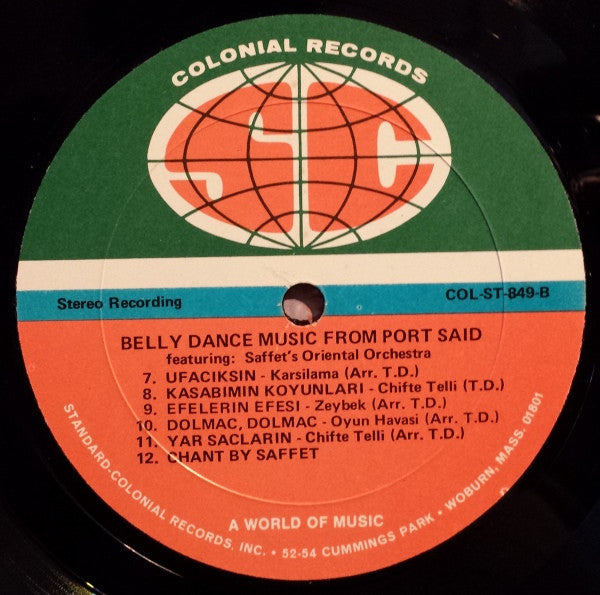 COLONIAL RECORDS
SC
Stereo Recording
COL-ST-849-B
BELLY DANCE MUSIC FROM PORT SAID
featuring: Saffet's Oriental Orchestra
7. UFACIKSIN - Karsilama (Arr. T.D.)
8. KASABIMIN KOYUNLARI - Chifte Telli (T.D.)
9. EFELERIN EFESI - Zeybek (Arr. T.D.)
10. DOLMAC, DOLMAC - Oyun Havasi (Arr. T.D.)
11. YAR SACLARIN - Chifte Telli (Arr. T.D.)
12. CHANT BY SAFFET
A WORLD OF MUSIC
STANDARD-COLONIAL RECORDS, INC. • 52-54 CUMMINGS PARK • WOBURN, MASS. 01801